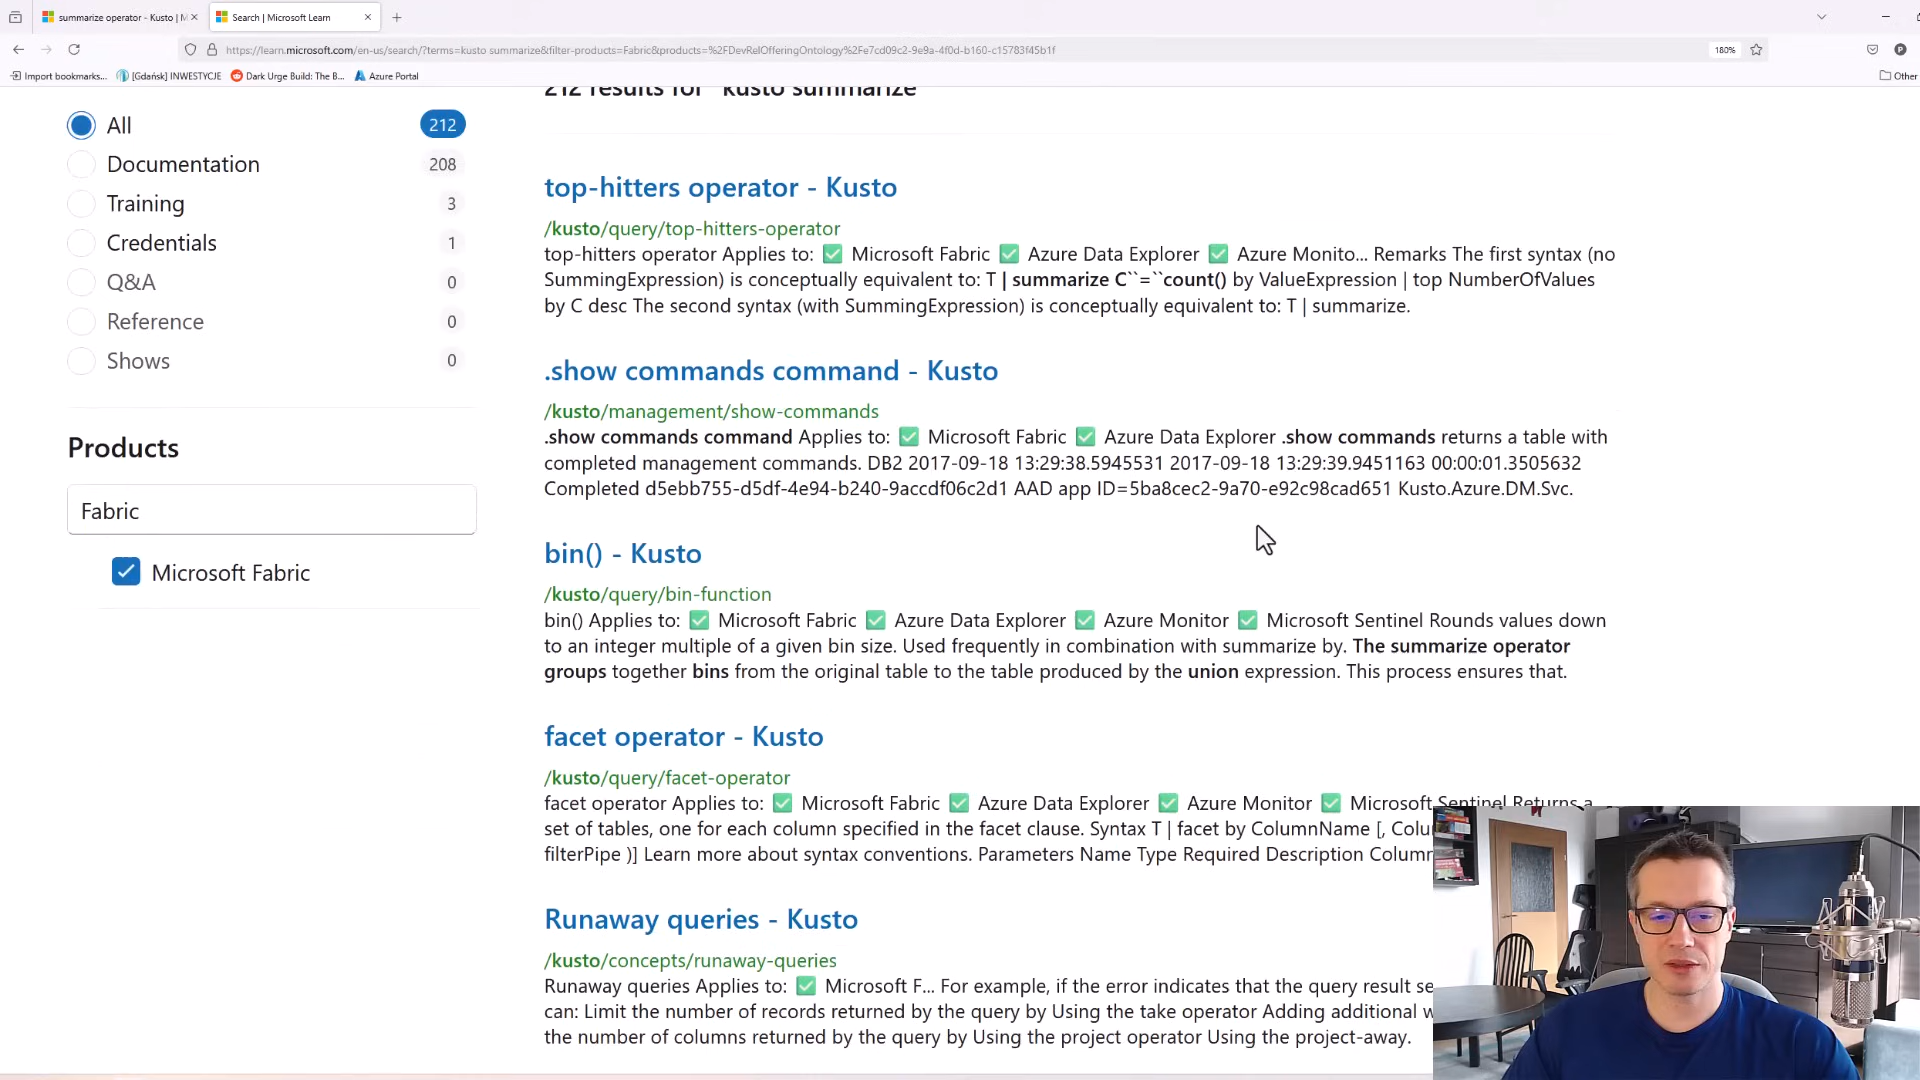 summarize operator - Kusto | M
Search | Microsoft Learn
https://learn.microsoft.com/en-us/search/?terms=kusto summarize&filter-products=Fabric&products=%2FDevRelOfferingOntology%2Fe7cd09c2-9e9a-4f0d-b160-c15783f45b1f
180%
Import bookmarks...
[Gdańsk] INWESTYCJE
Dark Urge Build: The B...
Azure Portal
Other
212 results for "kusto summarize"
All 212
Documentation 208
Training 3
Credentials 1
Q&A 0
Reference 0
Shows 0
Products
Fabric
Microsoft Fabric
top-hitters operator - Kusto
/kusto/query/top-hitters-operator
top-hitters operator Applies to: ✅ Microsoft Fabric ✅ Azure Data Explorer ✅ Azure Monito... Remarks The first syntax (no
SummingExpression) is conceptually equivalent to: T | summarize C``=``count() by ValueExpression | top NumberOfValues
by C desc The second syntax (with SummingExpression) is conceptually equivalent to: T | summarize.
.show commands command - Kusto
/kusto/management/show-commands
.show commands command Applies to: ✅ Microsoft Fabric ✅ Azure Data Explorer .show commands returns a table with
completed management commands. DB2 2017-09-18 13:29:38.5945531 2017-09-18 13:29:39.9451163 00:00:01.3505632
Completed d5ebb755-d5df-4e94-b240-9accdf06c2d1 AAD app ID=5ba8cec2-9a70-e92c98cad651 Kusto.Azure.DM.Svc.
bin() - Kusto
/kusto/query/bin-function
bin() Applies to: ✅ Microsoft Fabric ✅ Azure Data Explorer ✅ Azure Monitor ✅ Microsoft Sentinel Rounds values down
to an integer multiple of a given bin size. Used frequently in combination with summarize by. The summarize operator
groups together bins from the original table to the table produced by the union expression. This process ensures that.
facet operator - Kusto
/kusto/query/facet-operator
facet operator Applies to: ✅ Microsoft Fabric ✅ Azure Data Explorer ✅ Azure Monitor ✅ Microsoft Sentinel Returns a
set of tables, one for each column specified in the facet clause. Syntax T | facet by ColumnName [, Colu
filterPipe )] Learn more about syntax conventions. Parameters Name Type Required Description Column
Runaway queries - Kusto
/kusto/concepts/runaway-queries
Runaway queries Applies to: ✅ Microsoft F... For example, if the error indicates that the query result se
can: Limit the number of records returned by the query by Using the take operator Adding additional w
the number of columns returned by the query by Using the project operator Using the project-away.